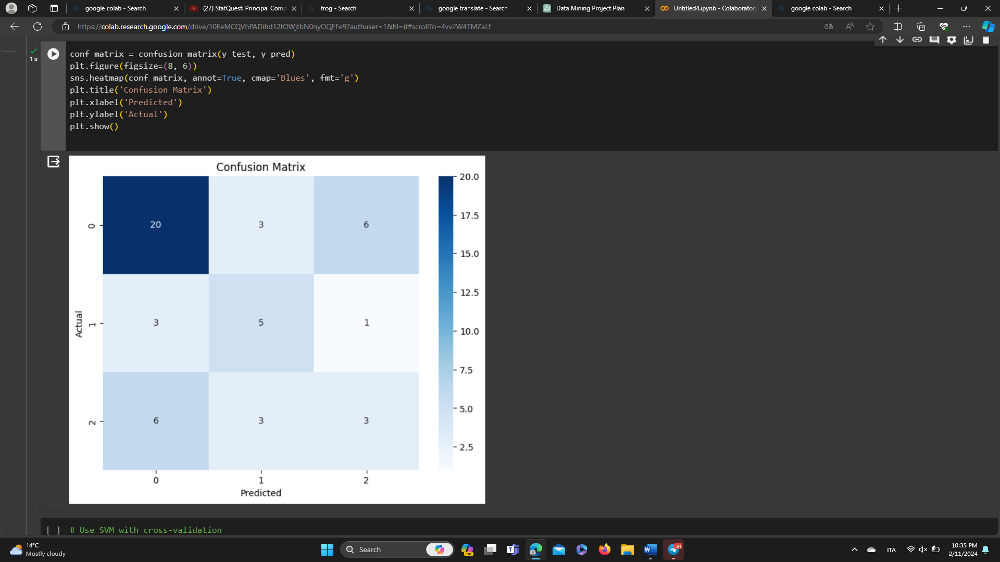 google colab - Search
(27) StatQuest: Principal Comp
frog - Search
google translate - Search
Data Mining Project Plan
Untitled4.ipynb - Colaboratory
google colab - Search
https://colab.research.google.com/drive/10EeMCQVhPADihd12tOWjtbN0nyOQFFe9?authuser=1&hl=it#scrollTo=4vv2W4TMZaLf
1 s
conf_matrix = confusion_matrix(y_test, y_pred)
plt.figure(figsize=(8, 6))
sns.heatmap(conf_matrix, annot=True, cmap='Blues', fmt='g')
plt.title('Confusion Matrix')
plt.xlabel('Predicted')
plt.ylabel('Actual')
plt.show()
Confusion Matrix
20.0
17.5
15.0
12.5
10.0
7.5
5.0
2.5
0
20 3 6
Actual
1
3 5 1
2
6 3 3
0 1 2
Predicted
[ ] # Use SVM with cross-validation
14°C
Mostly cloudy
Search
PRE
91
ITA
10:35 PM
2/11/2024